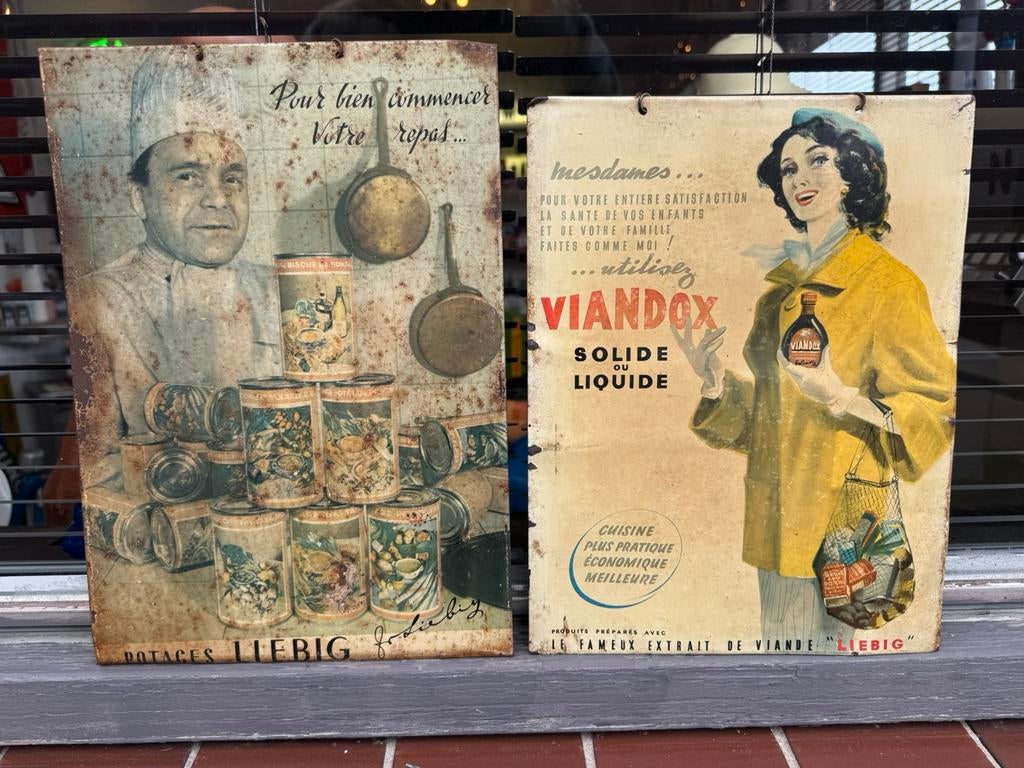 Pour bien commencer
Votre repas...
POTAGES LIEBIG
mesdames...
POUR VOTRE ENTIERE SATISFACTION
LA SANTE DE VOS ENFANTS
ET DE VOTRE FAMILLE
FAITES COMME MOI !
...utilisez
VIANDOX
SOLIDE
OU
LIQUIDE
VIANDOX
CUISINE
PLUS PRATIQUE
ÉCONOMIQUE
MEILLEURE
PRODUITS PRÉPARÉS AVEC
LE FAMEUX EXTRAIT DE VIANDE "LIEBIG"